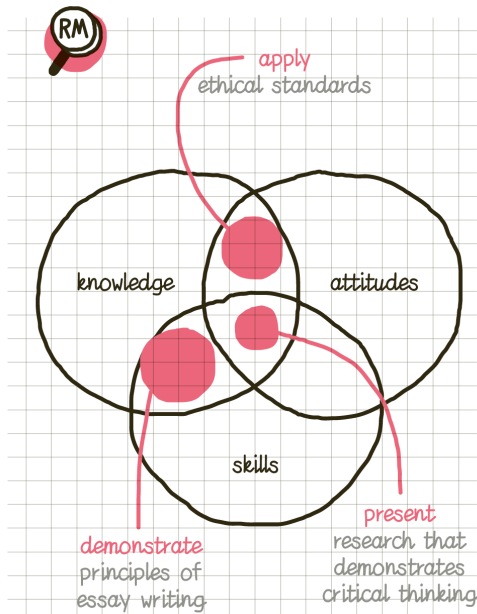 RM
apply
ethical standards
knowledge
attitudes
skills
present
research that
demonstrates
critical thinking
demonstrate
principles of
essay writing